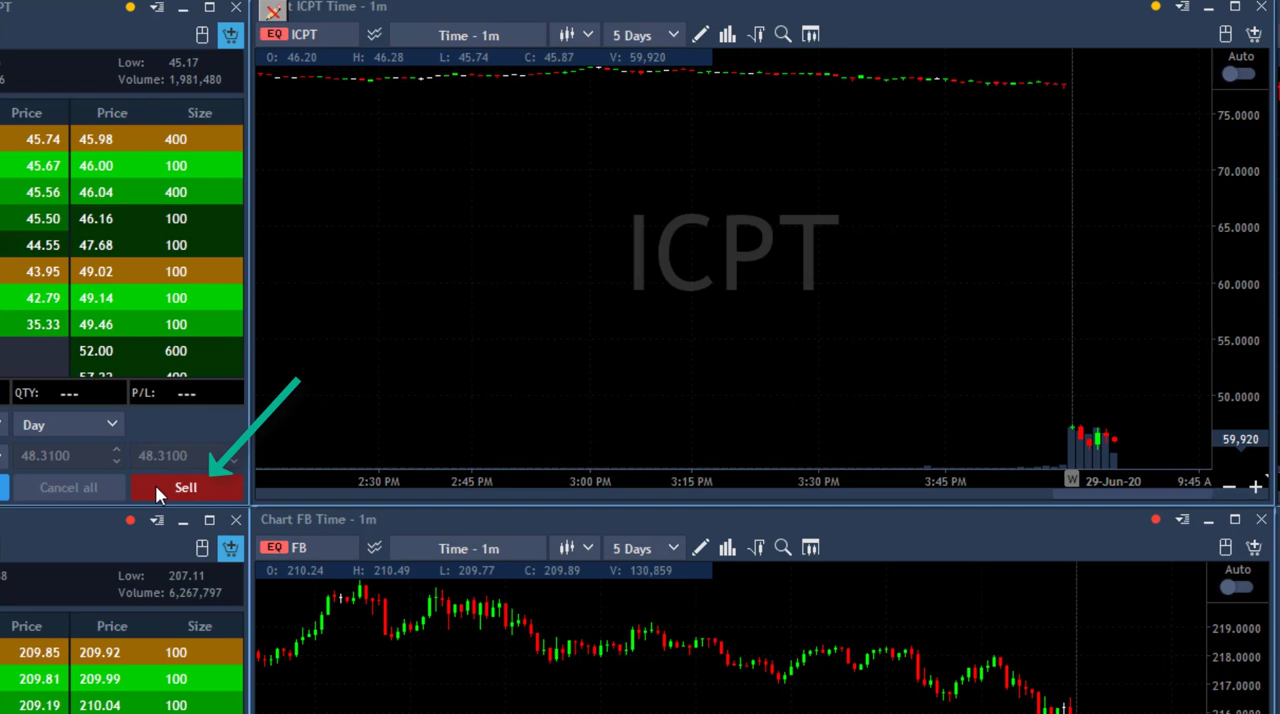 PT
Low: 45.17
6 Volume: 1,981,480
Price Price Size
45.74 45.98 400
45.67 46.00 100
45.56 46.04 400
45.50 46.16 100
44.55 47.68 100
43.95 49.02 100
42.79 49.14 100
35.33 49.46 100
52.00 600
QTY: --- P/L: ---
Day
48.3100 48.3100
Cancel all Sell
t ICPT Time - 1m
EQ ICPT Time - 1m 5 Days
O: 46.20 H: 46.28 L: 45.74 C: 45.87 V: 59,920
Auto
75.0000
70.0000
65.0000
60.0000
55.0000
50.0000
59,920
ICPT
2:30 PM 2:45 PM 3:00 PM 3:15 PM 3:30 PM 3:45 PM W 29-Jun-20 9:45 A
8 Low: 207.11
Volume: 6,267,797
Price Price Size
209.85 209.92 100
209.81 209.99 100
209.19 210.04 100
Chart FB Time - 1m
EQ FB Time - 1m 5 Days
O: 210.24 H: 210.49 L: 209.77 C: 209.89 V: 130,859
Auto
219.0000
218.0000
217.0000
216.0000